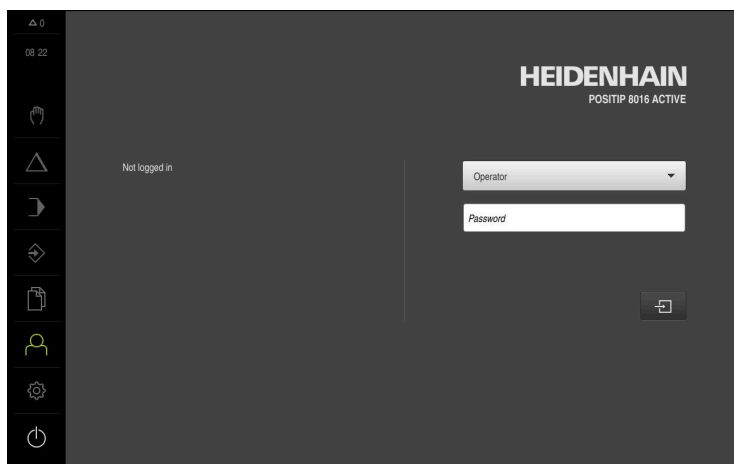 0
08 22
HEIDENHAIN
POSITIP 8016 ACTIVE
Not logged in
Operator
Password